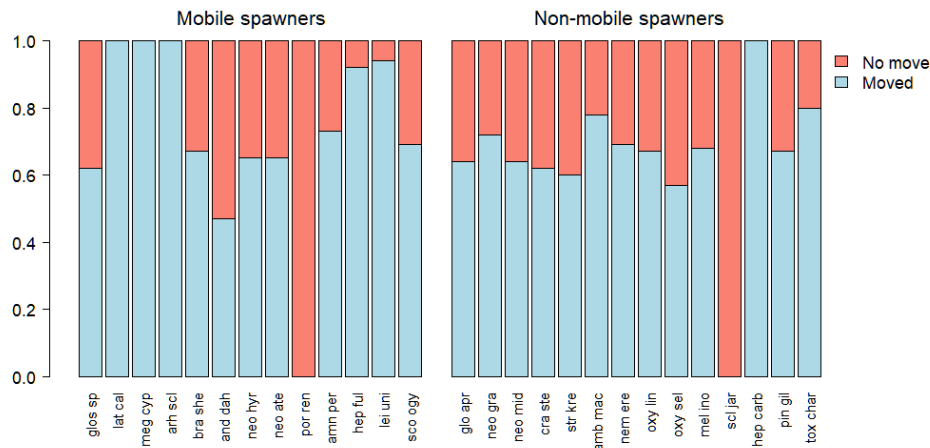 Mobile spawners
Non-mobile spawners
No move
Moved
1.0
0.8
0.6
0.4
0.2
0.0
glos sp
lat cal
meg cyp
arh scl
bra she
and dah
neo hyr
neo ate
por ren
amn per
hep ful
lei uni
sco ogy
glo apr
neo gra
neo mid
cra ste
str kre
amb mac
nem ere
oxy lin
oxy sel
mel ino
scl jar
hep carb
pin gil
tox char